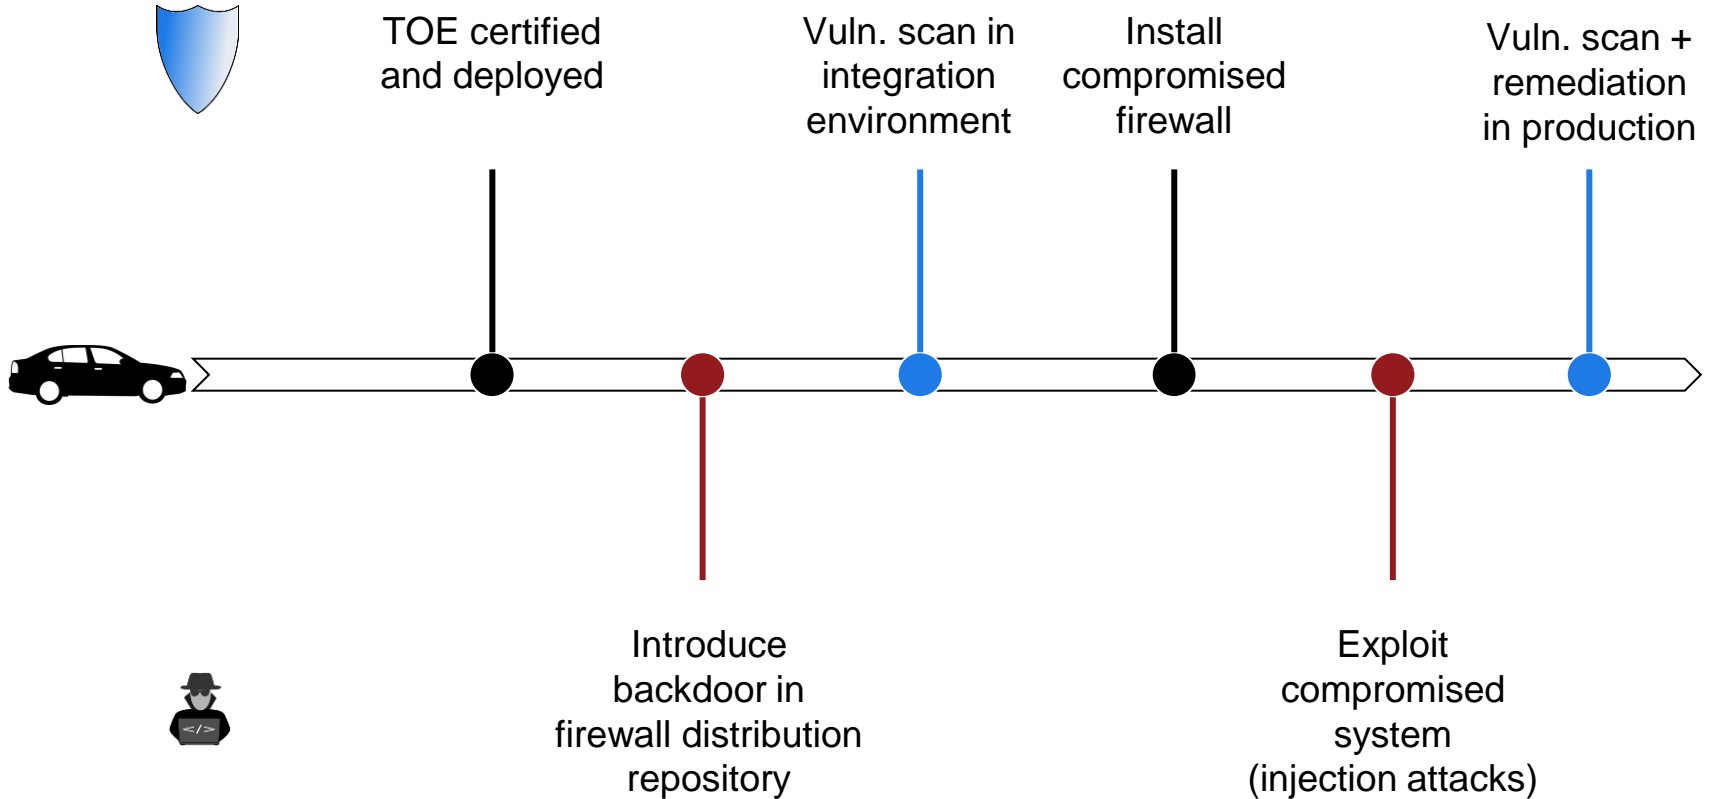 TOE certified
and deployed
Vuln. scan in
integration
environment
Install
compromised
firewall
Vuln. scan +
remediation
in production
Introduce
backdoor in
firewall distribution
repository
Exploit
compromised
system
(injection attacks)
</>